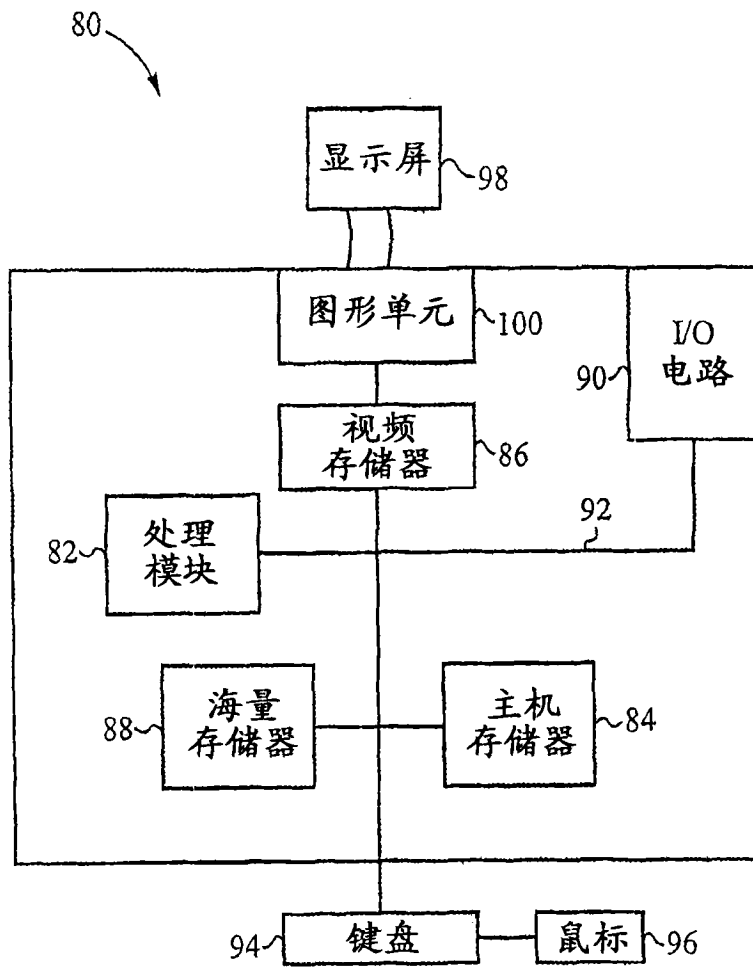 80
显示屏
98
图形单元
100
I/O
电路
90
视频
存储器
86
92
处理
模块
82
海量
存储器
88
主机
存储器
84
键盘
94
鼠标
96